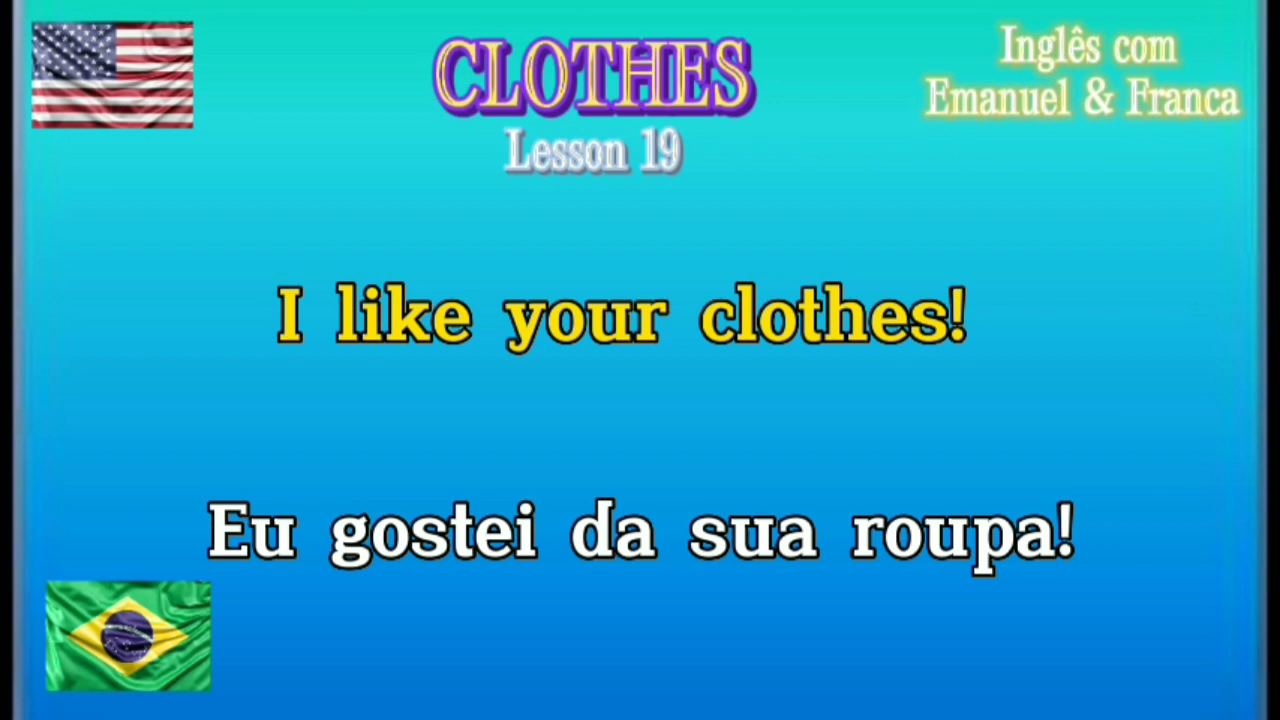 CLOTHES
Lesson 19
Inglês com
Emanuel & Franca
I like your clothes!
Eu gostei da sua roupa!